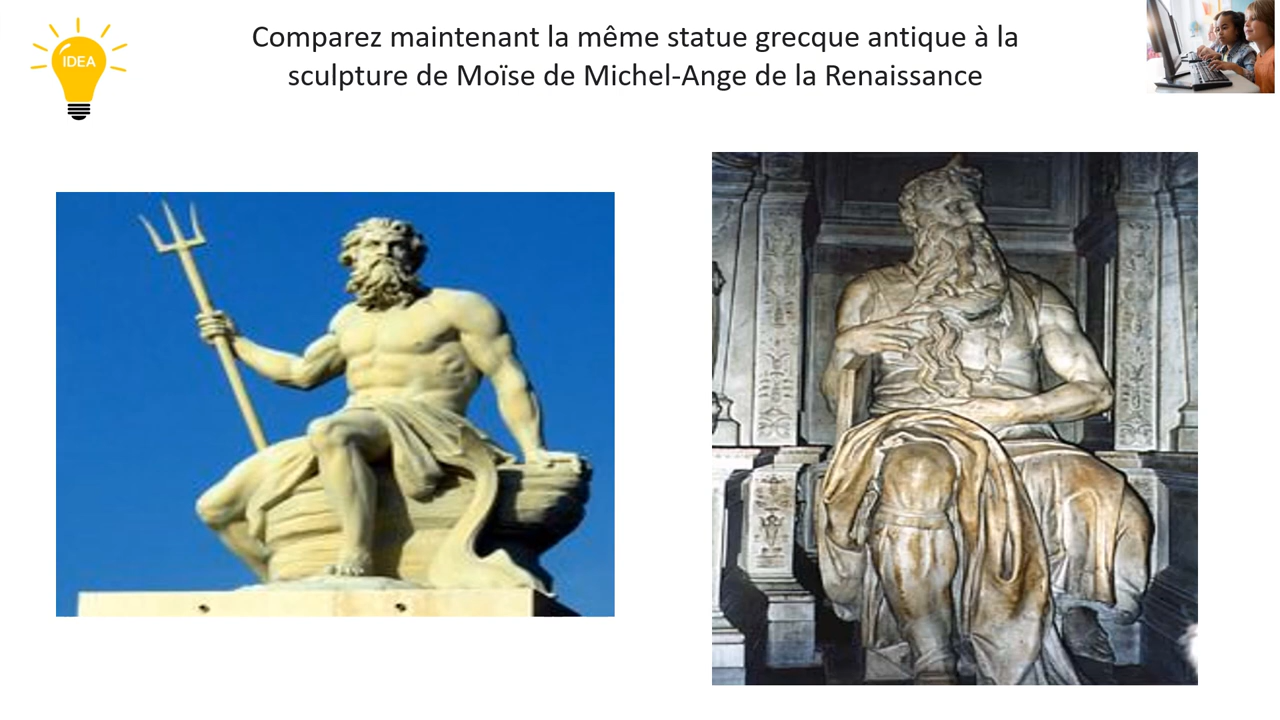 IDEA
Comparez maintenant la même statue grecque antique à la
sculpture de Moïse de Michel-Ange de la Renaissance